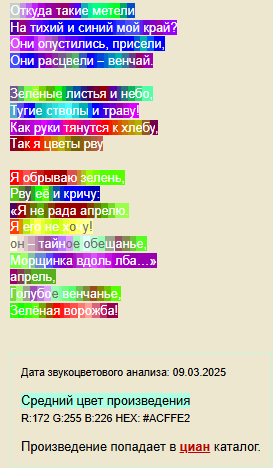 Откуда такие метели
На тихий и синий мой край?
Они опустились, присели,
Они расцвели – венчай.
Зеленые листья и небо,
Тугие стволы и траву!
Как руки тянутся к хлебу,
Так я цветы рву
Я обрываю зелень,
Рву её и кричу:
«Я не рада апрелю.
Я его не хочу!
он – тайное обещанье,
Морщинка вдоль лба…»
апрель,
Голубое венчанье.
Зелёная ворожба!
Дата звукоцветового анализа: 09.03.2025
Средний цвет произведения
R:172 G:255 B:226 HEX: #ACFFE2
Произведение попадает в циан каталог.